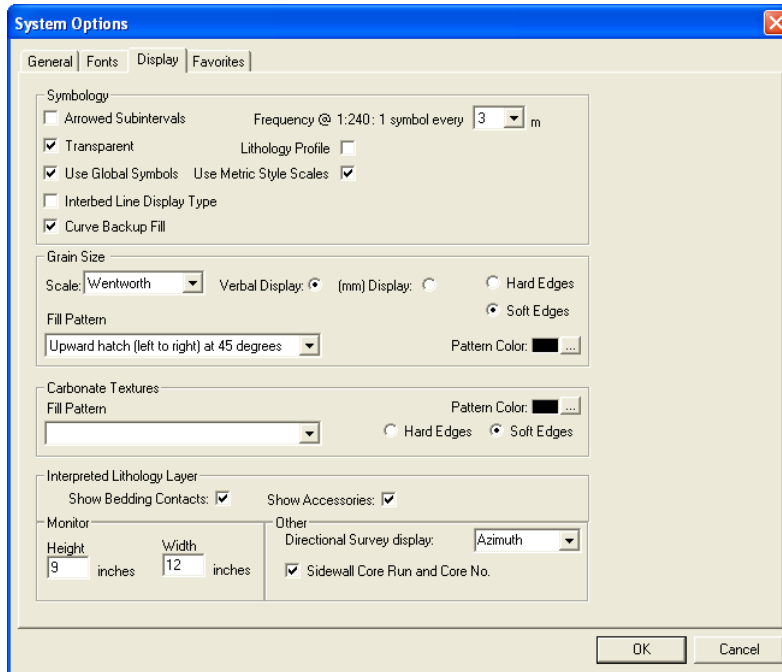 System Options
General Fonts Display Favorites
Symbology
Arrowed Subintervals Frequency @ 1:240: 1 symbol every 3 m
Transparent Lithology Profile
Use Global Symbols Use Metric Style Scales
Interbed Line Display Type
Curve Backup Fill
Grain Size
Scale: Wentworth Verbal Display: (mm) Display: Hard Edges
Soft Edges
Fill Pattern
Upward hatch (left to right) at 45 degrees Pattern Color: ...
Carbonate Textures
Fill Pattern Pattern Color: ...
Hard Edges Soft Edges
Interpreted Lithology Layer
Show Bedding Contacts: Show Accessories:
Monitor Other
Height Width Directional Survey display: Azimuth
9 inches 12 inches Sidewall Core Run and Core No.
OK Cancel